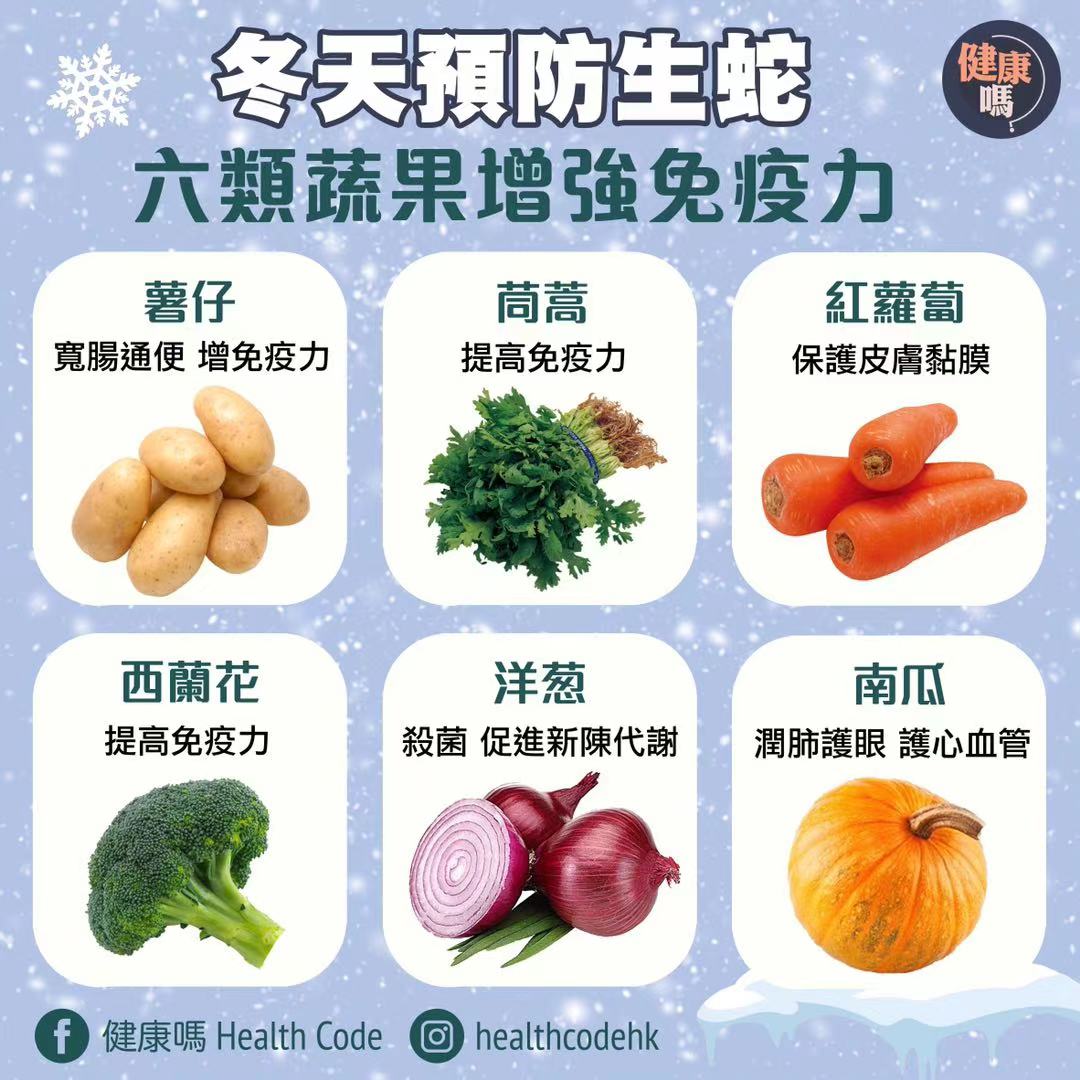 冬天預防生蛇
健康
嗎?
六類蔬果增強免疫力
薯仔
寬腸通便 增免疫力
茼蒿
提高免疫力
紅蘿蔔
保護皮膚黏膜
西蘭花
提高免疫力
洋葱
殺菌 促進新陳代謝
南瓜
潤肺護眼 護心血管
健康嗎 Health Code
healthcodehk